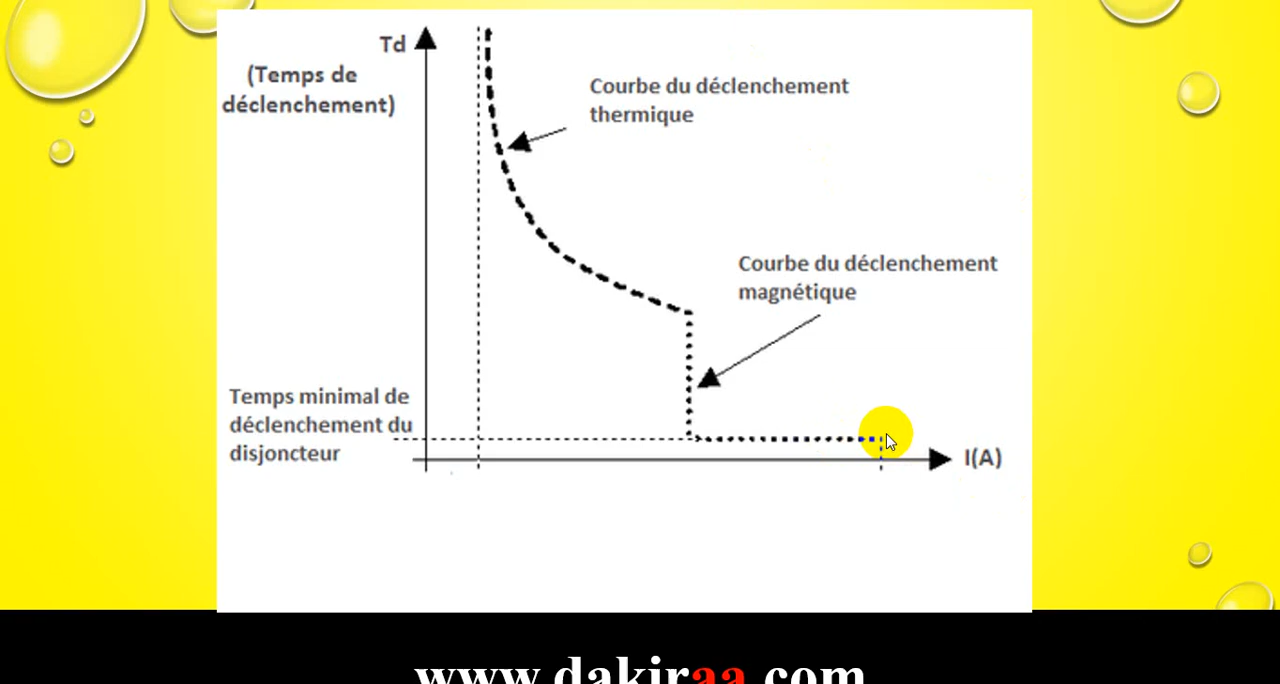 Td
(Temps de
déclenchement)
Courbe du déclenchement
thermique
Courbe du déclenchement
magnétique
Temps minimal de
déclenchement du
disjoncteur
I(A)
www.dakiraa.com